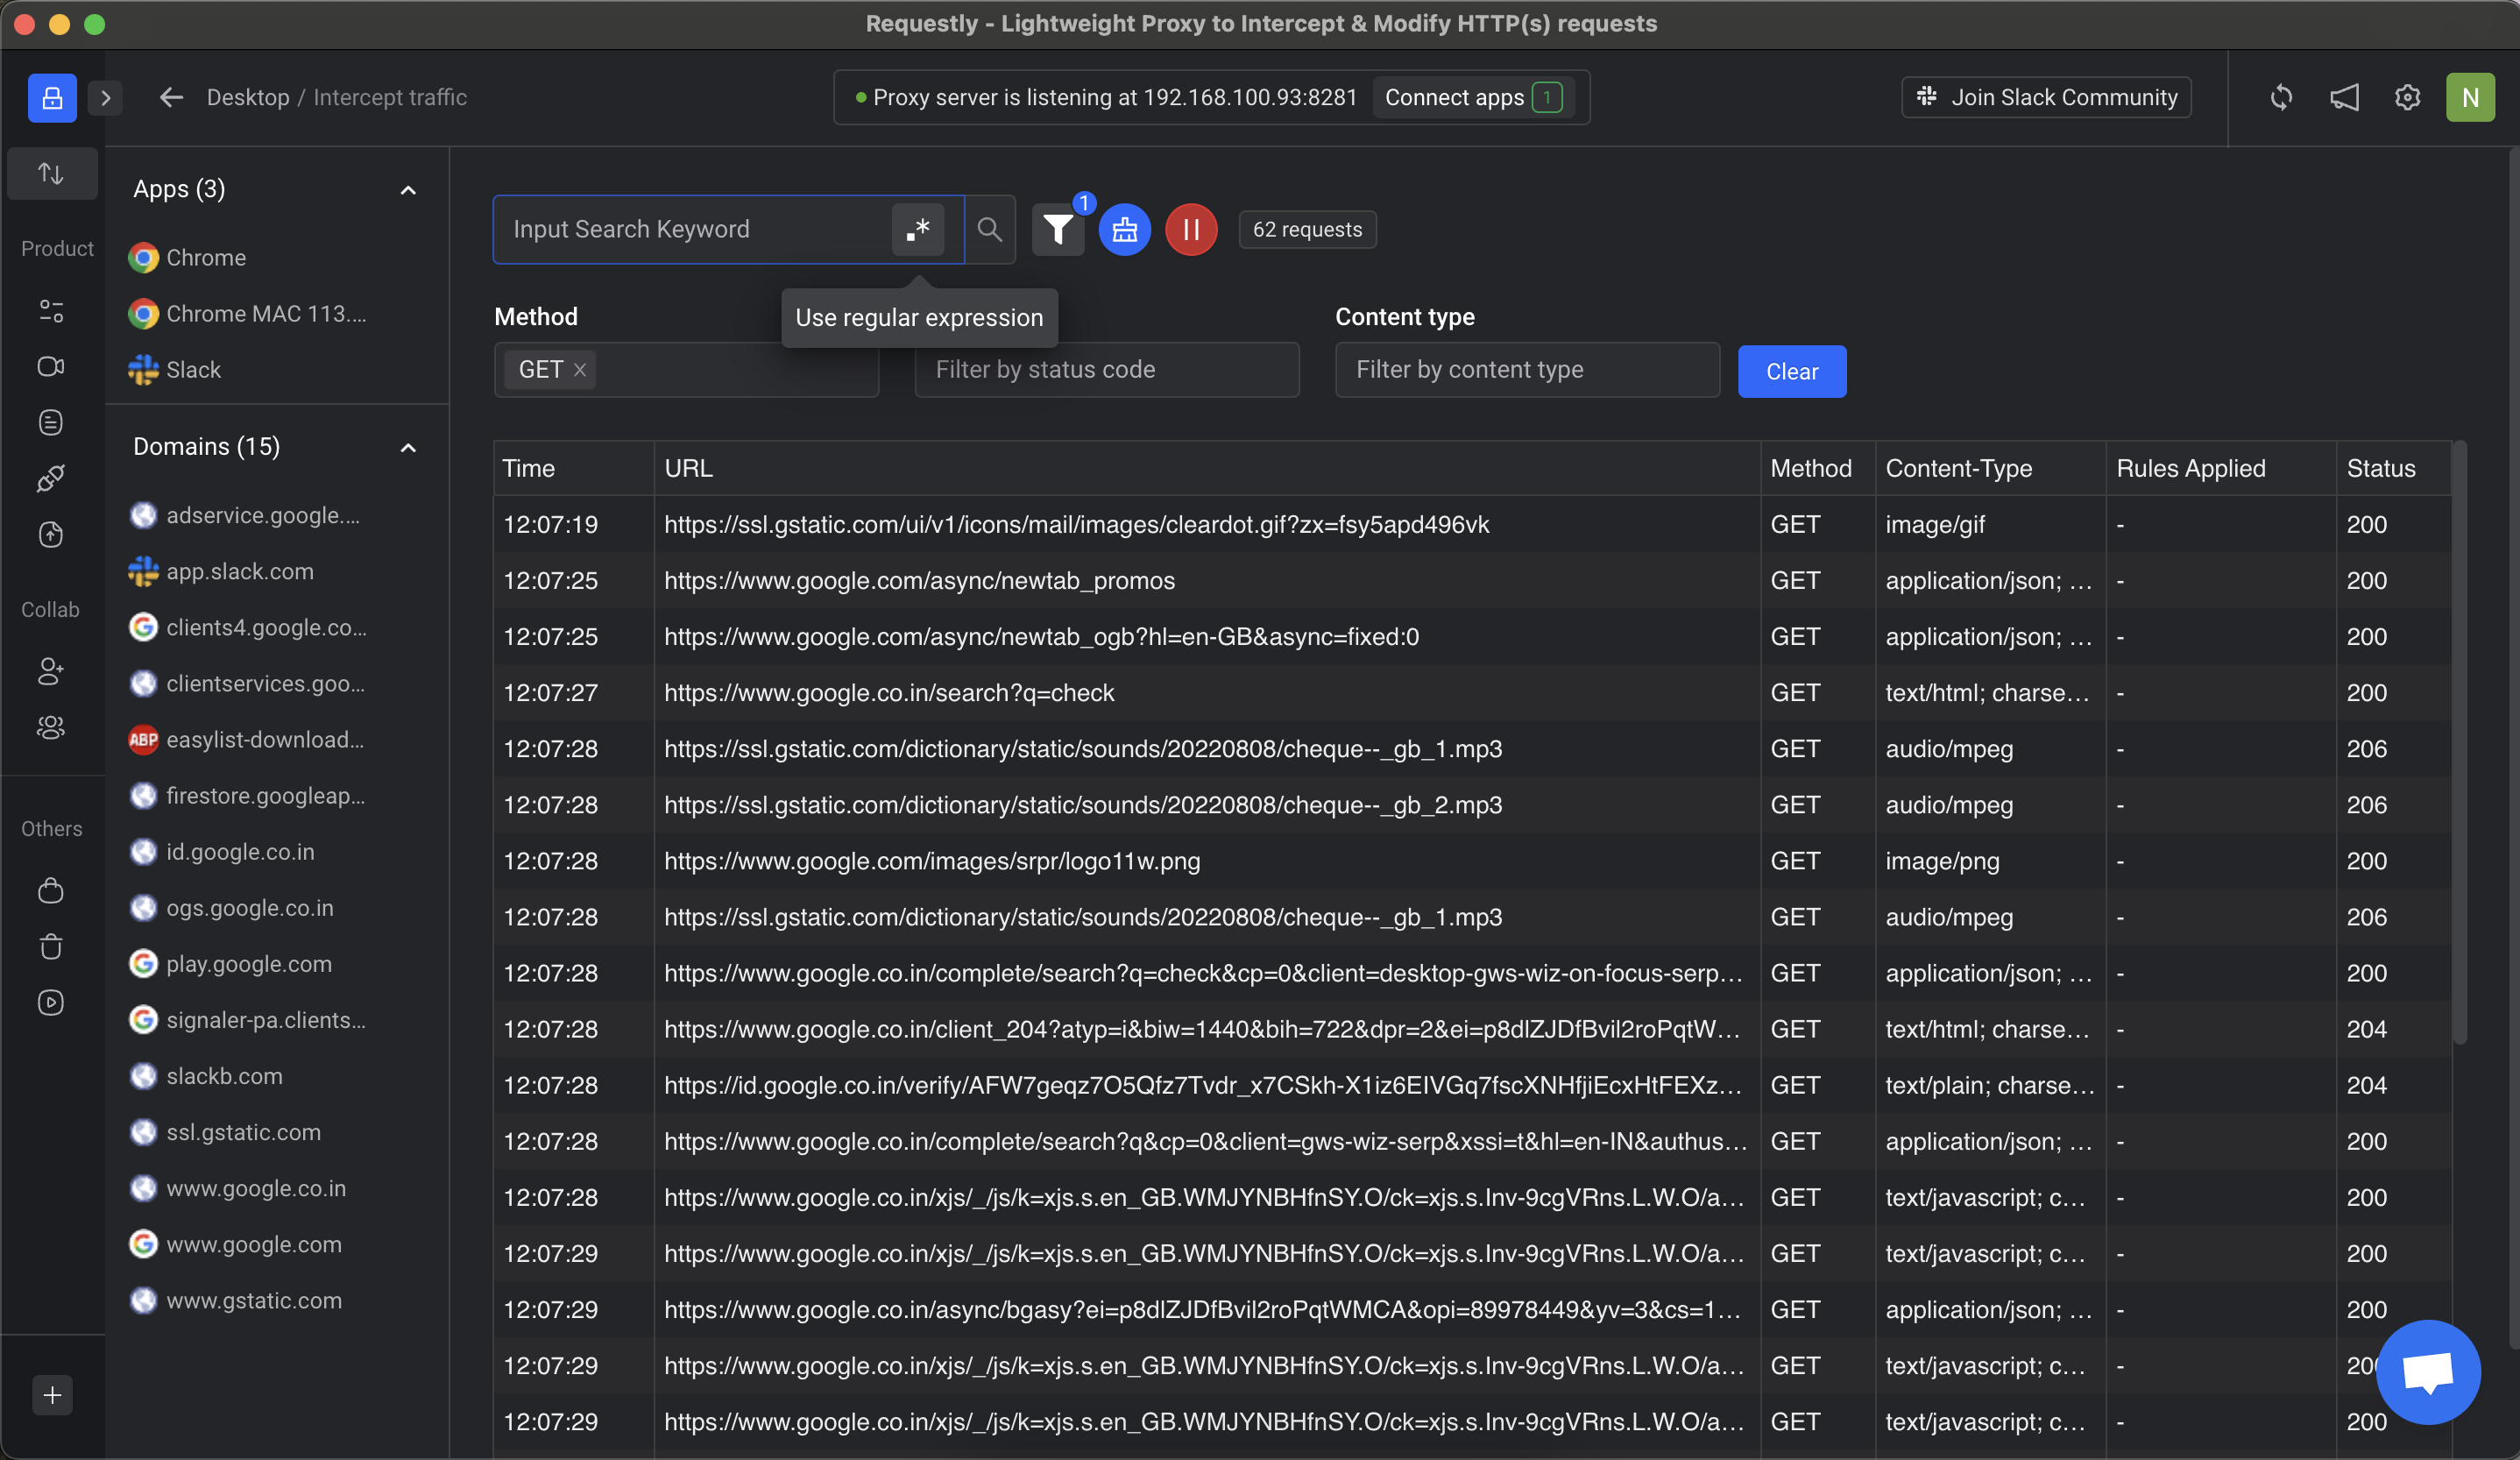 Requestly - Lightweight Proxy to Intercept & Modify HTTP(s) requests
Desktop / Intercept traffic
Proxy server is listening at 192.168.100.93:8281 Connect apps 1
Join Slack Community
N
Product
Collab
Others
Apps (3)
Chrome
Chrome MAC 113....
Slack
Domains (15)
adservice.google....
app.slack.com
clients4.google.co...
clientservices.goo...
ABP easylist-download...
firestore.googleap...
id.google.co.in
ogs.google.co.in
play.google.com
signaler-pa.clients...
slackb.com
ssl.gstatic.com
www.google.co.in
www.google.com
www.gstatic.com
Input Search Keyword .* 1 62 requests
Use regular expression
Method Content type
GET × Filter by status code Filter by content type Clear
Time URL Method Content-Type Rules Applied Status
12:07:19 https://ssl.gstatic.com/ui/v1/icons/mail/images/cleardot.gif?zx=fsy5apd496vk GET image/gif - 200
12:07:25 https://www.google.com/async/newtab_promos GET application/json; ... - 200
12:07:25 https://www.google.com/async/newtab_ogb?hl=en-GB&async=fixed:0 GET application/json; ... - 200
12:07:27 https://www.google.co.in/search?q=check GET text/html; charse... - 200
12:07:28 https://ssl.gstatic.com/dictionary/static/sounds/20220808/cheque--_gb_1.mp3 GET audio/mpeg - 206
12:07:28 https://ssl.gstatic.com/dictionary/static/sounds/20220808/cheque--_gb_2.mp3 GET audio/mpeg - 206
12:07:28 https://www.google.com/images/srpr/logo11w.png GET image/png - 200
12:07:28 https://ssl.gstatic.com/dictionary/static/sounds/20220808/cheque--_gb_1.mp3 GET audio/mpeg - 206
12:07:28 https://www.google.co.in/complete/search?q=check&cp=0&client=desktop-gws-wiz-on-focus-serp... GET application/json; ... - 200
12:07:28 https://www.google.co.in/client_204?atyp=i&biw=1440&bih=722&dpr=2&ei=p8dlZJDfBvil2roPqtW... GET text/html; charse... - 204
12:07:28 https://id.google.co.in/verify/AFW7geqz7O5Qfz7Tvdr_x7CSkh-X1iz6EIVGq7fscXNHfjiEcxHtFEXz... GET text/plain; charse... - 204
12:07:28 https://www.google.co.in/complete/search?q&cp=0&client=gws-wiz-serp&xssi=t&hl=en-IN&authus... GET application/json; ... - 200
12:07:28 https://www.google.co.in/xjs/_/js/k=xjs.s.en_GB.WMJYNBHfnSY.O/ck=xjs.s.Inv-9cgVRns.L.W.O/a... GET text/javascript; c... - 200
12:07:29 https://www.google.co.in/xjs/_/js/k=xjs.s.en_GB.WMJYNBHfnSY.O/ck=xjs.s.Inv-9cgVRns.L.W.O/a... GET text/javascript; c... - 200
12:07:29 https://www.google.co.in/async/bgasy?ei=p8dlZJDfBvil2roPqtWMCA&opi=89978449&yv=3&cs=1... GET application/json; ... - 200
12:07:29 https://www.google.co.in/xjs/_/js/k=xjs.s.en_GB.WMJYNBHfnSY.O/ck=xjs.s.Inv-9cgVRns.L.W.O/a... GET text/javascript; c... - 200
12:07:29 https://www.google.co.in/xjs/_/js/k=xjs.s.en_GB.WMJYNBHfnSY.O/ck=xjs.s.Inv-9cgVRns.L.W.O/a... GET text/javascript; c... - 200